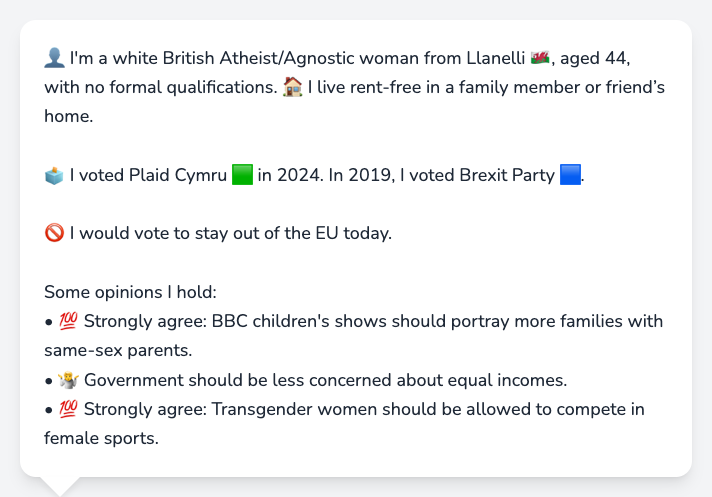 👤 I'm a white British Atheist/Agnostic woman from Llanelli 🏴󠁧󠁢󠁷󠁬󠁳󠁿, aged 44,
with no formal qualifications. 🏠 I live rent-free in a family member or friend’s
home.
🗳️ I voted Plaid Cymru 🟩 in 2024. In 2019, I voted Brexit Party 🟦.
🚫 I would vote to stay out of the EU today.
Some opinions I hold:
• 💯 Strongly agree: BBC children's shows should portray more families with
same-sex parents.
• 🤷 Government should be less concerned about equal incomes.
• 💯 Strongly agree: Transgender women should be allowed to compete in
female sports.